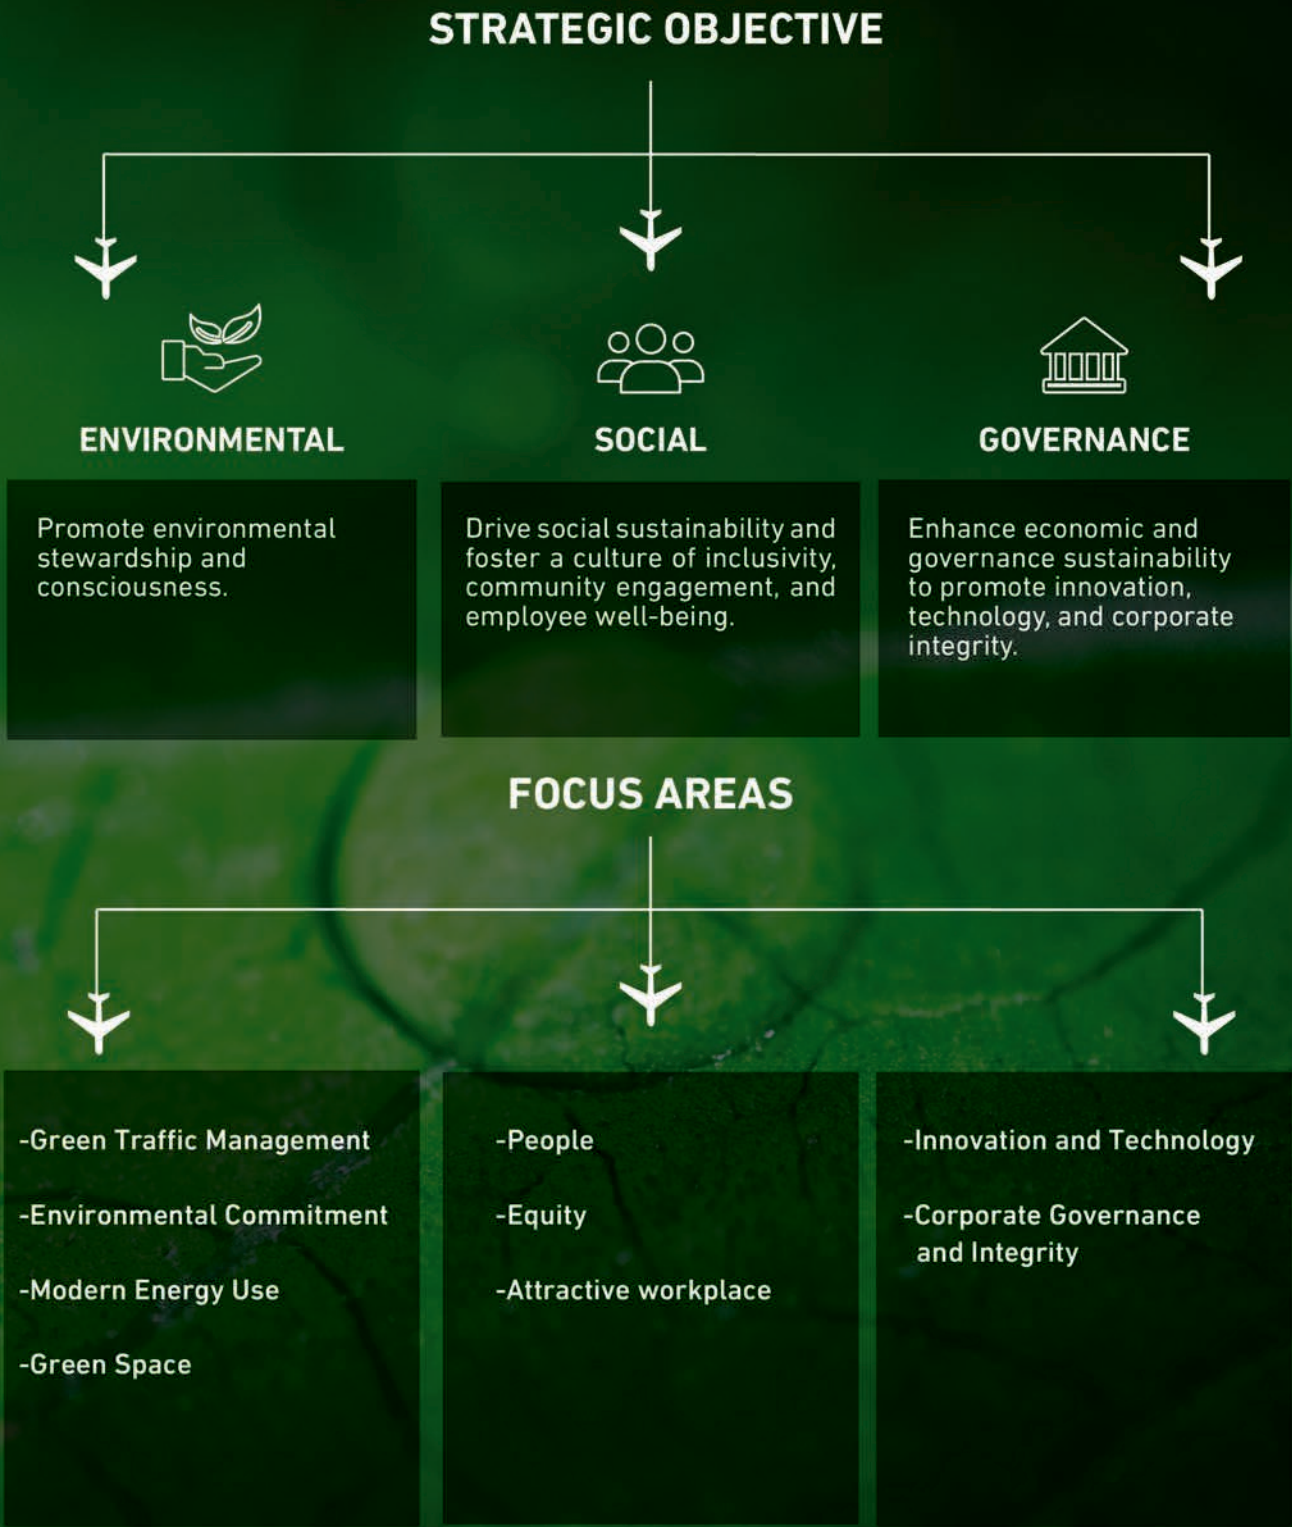 STRATEGIC OBJECTIVE
ENVIRONMENTAL
Promote environmental
stewardship and
consciousness.
SOCIAL
Drive social sustainability and
foster a culture of inclusivity,
community engagement, and
employee well-being.
GOVERNANCE
Enhance economic and
governance sustainability
to promote innovation,
technology, and corporate
integrity.
FOCUS AREAS
-Green Traffic Management
-Environmental Commitment
-Modern Energy Use
-Green Space
-People
-Equity
-Attractive workplace
-Innovation and Technology
-Corporate Governance
and Integrity